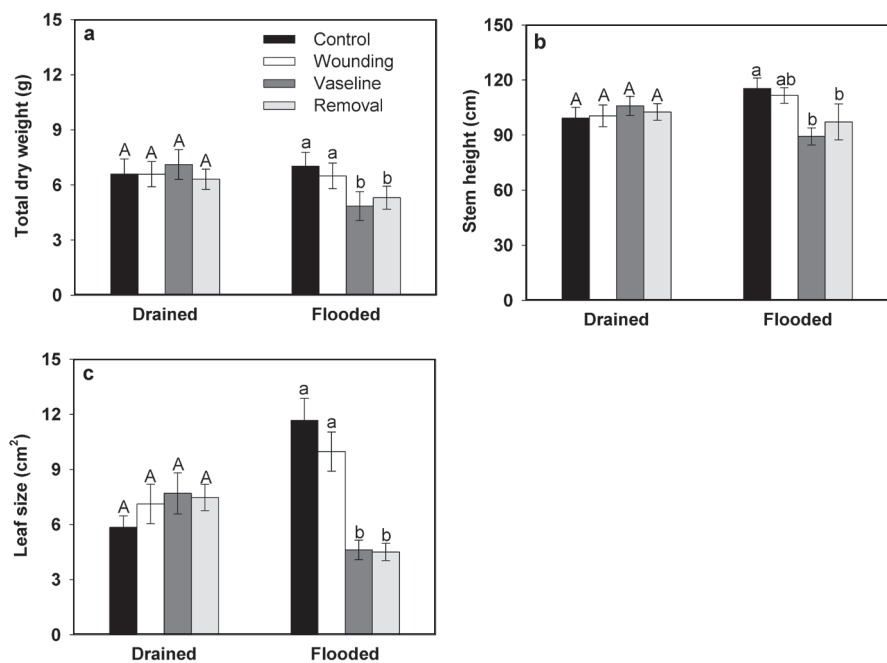 a
Control
Wounding
Vaseline
Removal
Total dry weight (g)
15
12
9
6
3
0
A A A A
a a b b
Drained Flooded
b
Stem height (cm)
150
120
90
60
30
0
A A A A
a ab b b
Drained Flooded
c
Leaf size (cm²)
15
12
9
6
3
0
A A A A
a a b b
Drained Flooded